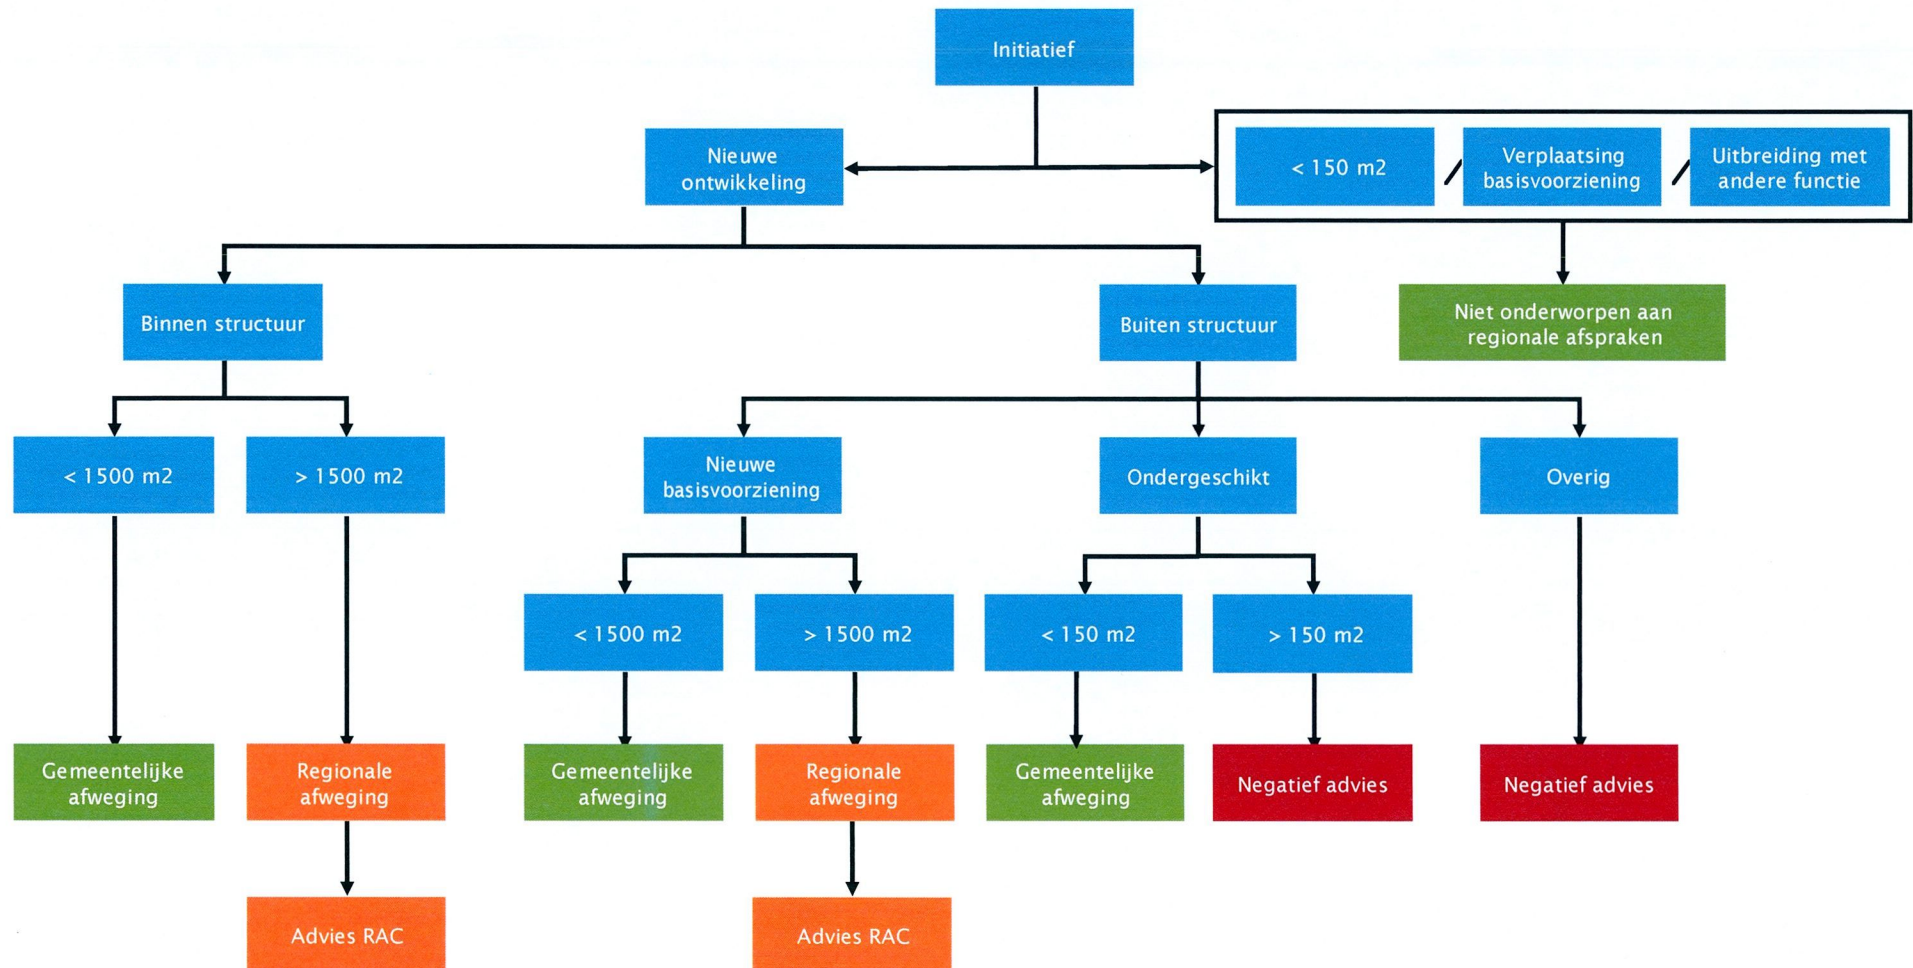 Initiatief
Nieuwe
ontwikkeling
< 150 m2
/
Verplaatsing
basisvoorziening
/
Uitbreiding met
andere functie
Binnen structuur
Buiten structuur
Niet onderworpen aan
regionale afspraken
< 1500 m2
> 1500 m2
Nieuwe
basisvoorziening
Ondergeschikt
Overig
< 1500 m2
> 1500 m2
< 150 m2
> 150 m2
Gemeentelijke
afweging
Regionale
afweging
Gemeentelijke
afweging
Regionale
afweging
Gemeentelijke
afweging
Negatief advies
Negatief advies
Advies RAC
Advies RAC